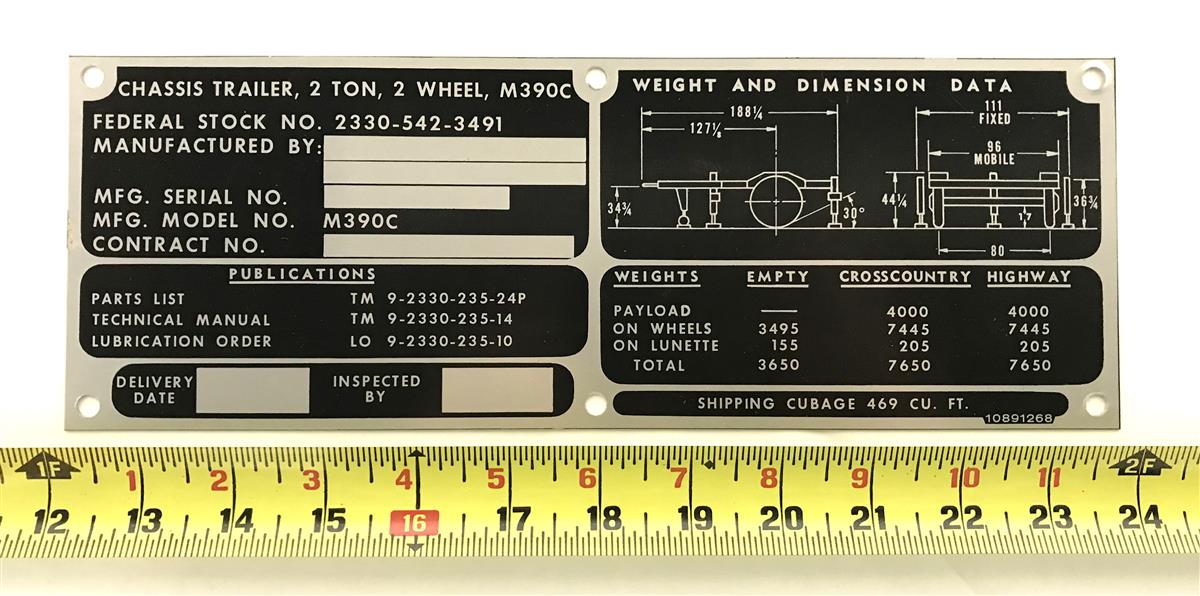 CHASSIS TRAILER, 2 TON, 2 WHEEL, M390C
FEDERAL STOCK NO. 2330-542-3491
MANUFACTURED BY:
MFG. SERIAL NO.
MFG. MODEL NO. M390C
CONTRACT NO.
PUBLICATIONS
PARTS LIST TM 9-2330-235-24P
TECHNICAL MANUAL TM 9-2330-235-14
LUBRICATION ORDER LO 9-2330-235-10
DELIVERY DATE
INSPECTED BY
WEIGHT AND DIMENSION DATA
188¼
127⅛
34¾
30°
111
FIXED
96
MOBILE
44¼
36¾
17
80
WEIGHTS EMPTY CROSSCOUNTRY HIGHWAY
PAYLOAD — 4000 4000
ON WHEELS 3495 7445 7445
ON LUNETTE 155 205 205
TOTAL 3650 7650 7650
SHIPPING CUBAGE 469 CU. FT.
10891268
1F 1 2 3 4 5 6 7 8 9 10 11 2F
12 13 14 15 16 17 18 19 20 21 22 23 24